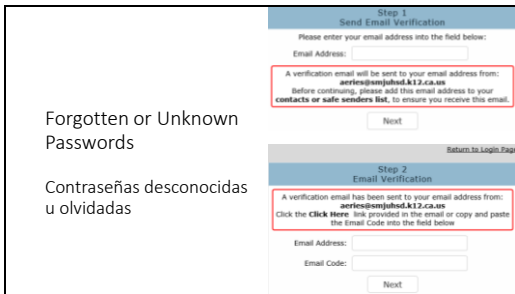 Forgotten or Unknown
Passwords
Contraseñas desconocidas
u olvidadas
Step 1
Send Email Verification
Please enter your email address into the field below:
Email Address:
A verification email will be sent to your email address from:
aeries@smjuhsd.k12.ca.us
Before continuing, please add this email address to your
contacts or safe senders list, to ensure you receive this email.
Next
Return to Login Page
Step 2
Email Verification
A verification email has been sent to your email address from:
aeries@smjuhsd.k12.ca.us
Click the Click Here link provided in the email or copy and paste
the Email Code into the field below
Email Address:
Email Code:
Next